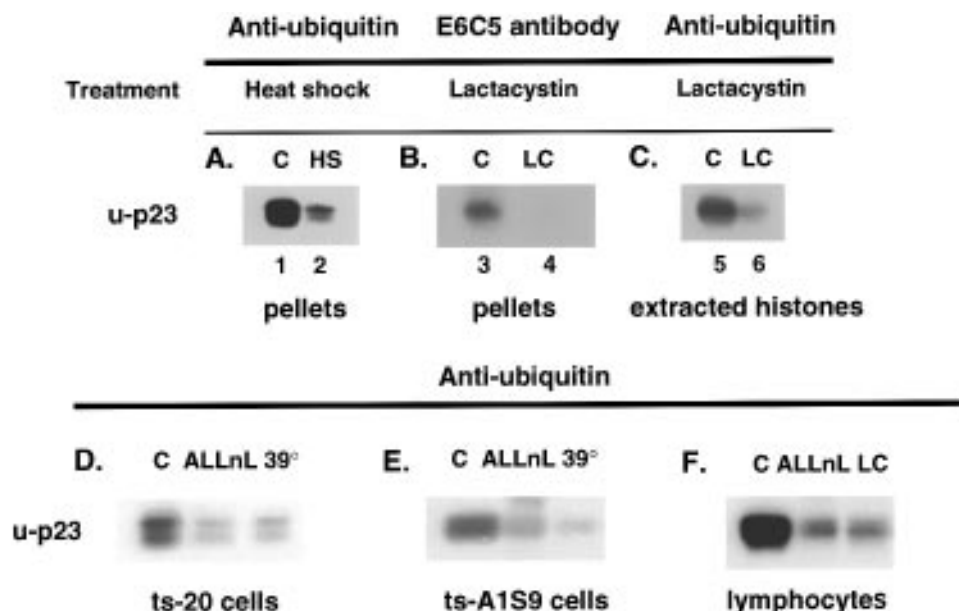 Anti-ubiquitin E6C5 antibody Anti-ubiquitin
Treatment Heat shock Lactacystin Lactacystin
A. C HS B. C LC C. C LC
u-p23
1 2 3 4 5 6
pellets pellets extracted histones
Anti-ubiquitin
D. C ALLnL 39° E. C ALLnL 39° F. C ALLnL LC
u-p23
ts-20 cells ts-A1S9 cells lymphocytes